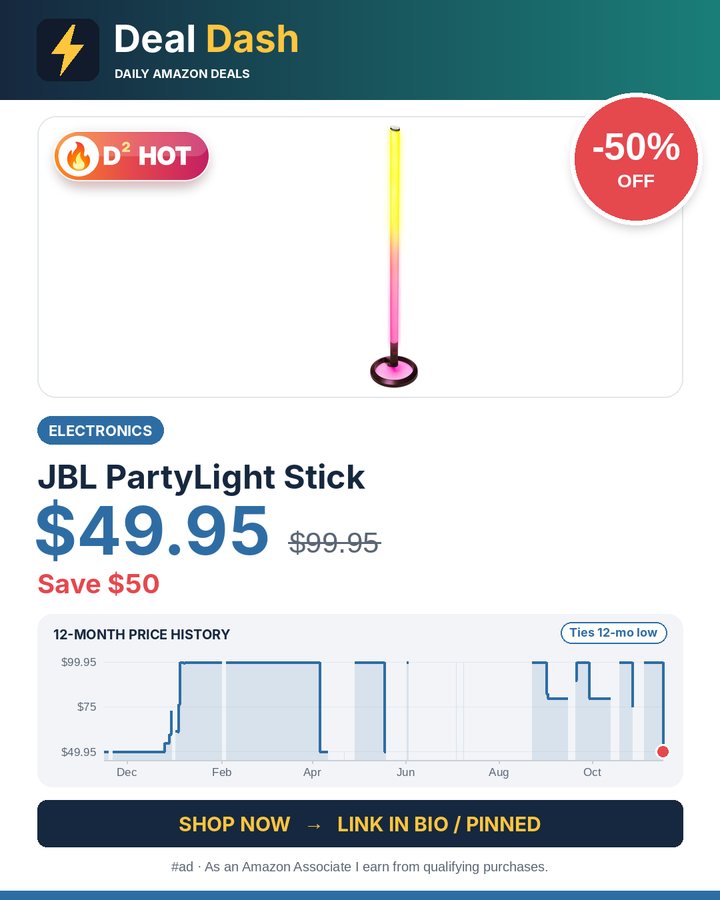 Deal Dash
DAILY AMAZON DEALS
D² HOT
-50%
OFF
ELECTRONICS
JBL PartyLight Stick
$49.95 $99.95
Save $50
12-MONTH PRICE HISTORY
Ties 12-mo low
$99.95
$75
$49.95
Dec Feb Apr Jun Aug Oct
SHOP NOW → LINK IN BIO / PINNED
#ad · As an Amazon Associate I earn from qualifying purchases.